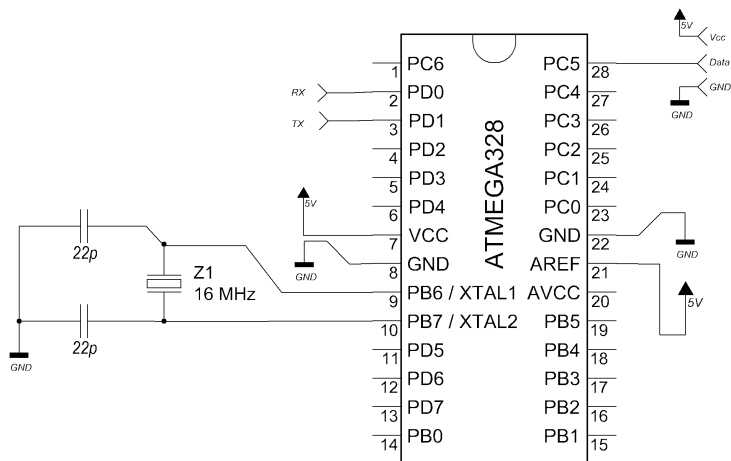 5V
Vcc
PC6 PC5
1 28
Data
RX PD0 PC4
2 27
GND
TX PD1 PC3
3 26
GND
PD2 PC2
4 25
PD3 PC1
5 24
PD4 PC0
6 23
5V
VCC GND
7 22
ATMEGA328
GND
22p
GND AREF
8 21
GND
Z1
16 MHz
PB6 / XTAL1 AVCC
9 20
5V
PB7 / XTAL2 PB5
10 19
22p
PD5 PB4
11 18
GND
PD6 PB3
12 17
PD7 PB2
13 16
PB0 PB1
14 15